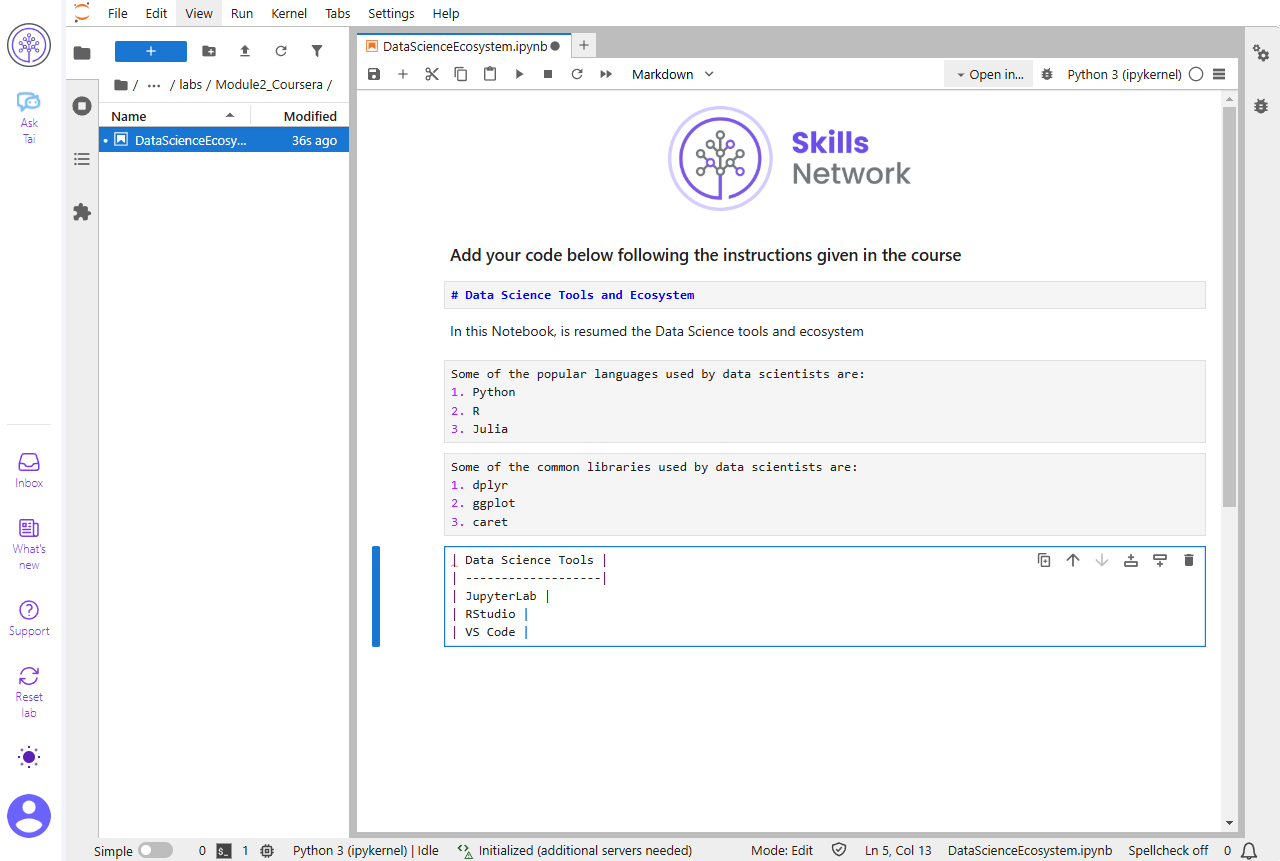 File Edit View Run Kernel Tabs Settings Help
Ask
Tai
Inbox
What's
new
Support
Reset
lab
/ ··· / labs / Module2_Coursera /
Name Modified
DataScienceEcosy... 36s ago
DataScienceEcosystem.ipynb
Markdown
Open in...
Python 3 (ipykernel)
Skills
Network
Add your code below following the instructions given in the course
# Data Science Tools and Ecosystem
In this Notebook, is resumed the Data Science tools and ecosystem
Some of the popular languages used by data scientists are:
1. Python
2. R
3. Julia
Some of the common libraries used by data scientists are:
1. dplyr
2. ggplot
3. caret
| Data Science Tools |
| -------------------|
| JupyterLab |
| RStudio |
| VS Code |
Simple 0 $_ 1 Python 3 (ipykernel) | Idle Initialized (additional servers needed) Mode: Edit Ln 5, Col 13 DataScienceEcosystem.ipynb Spellcheck off 0